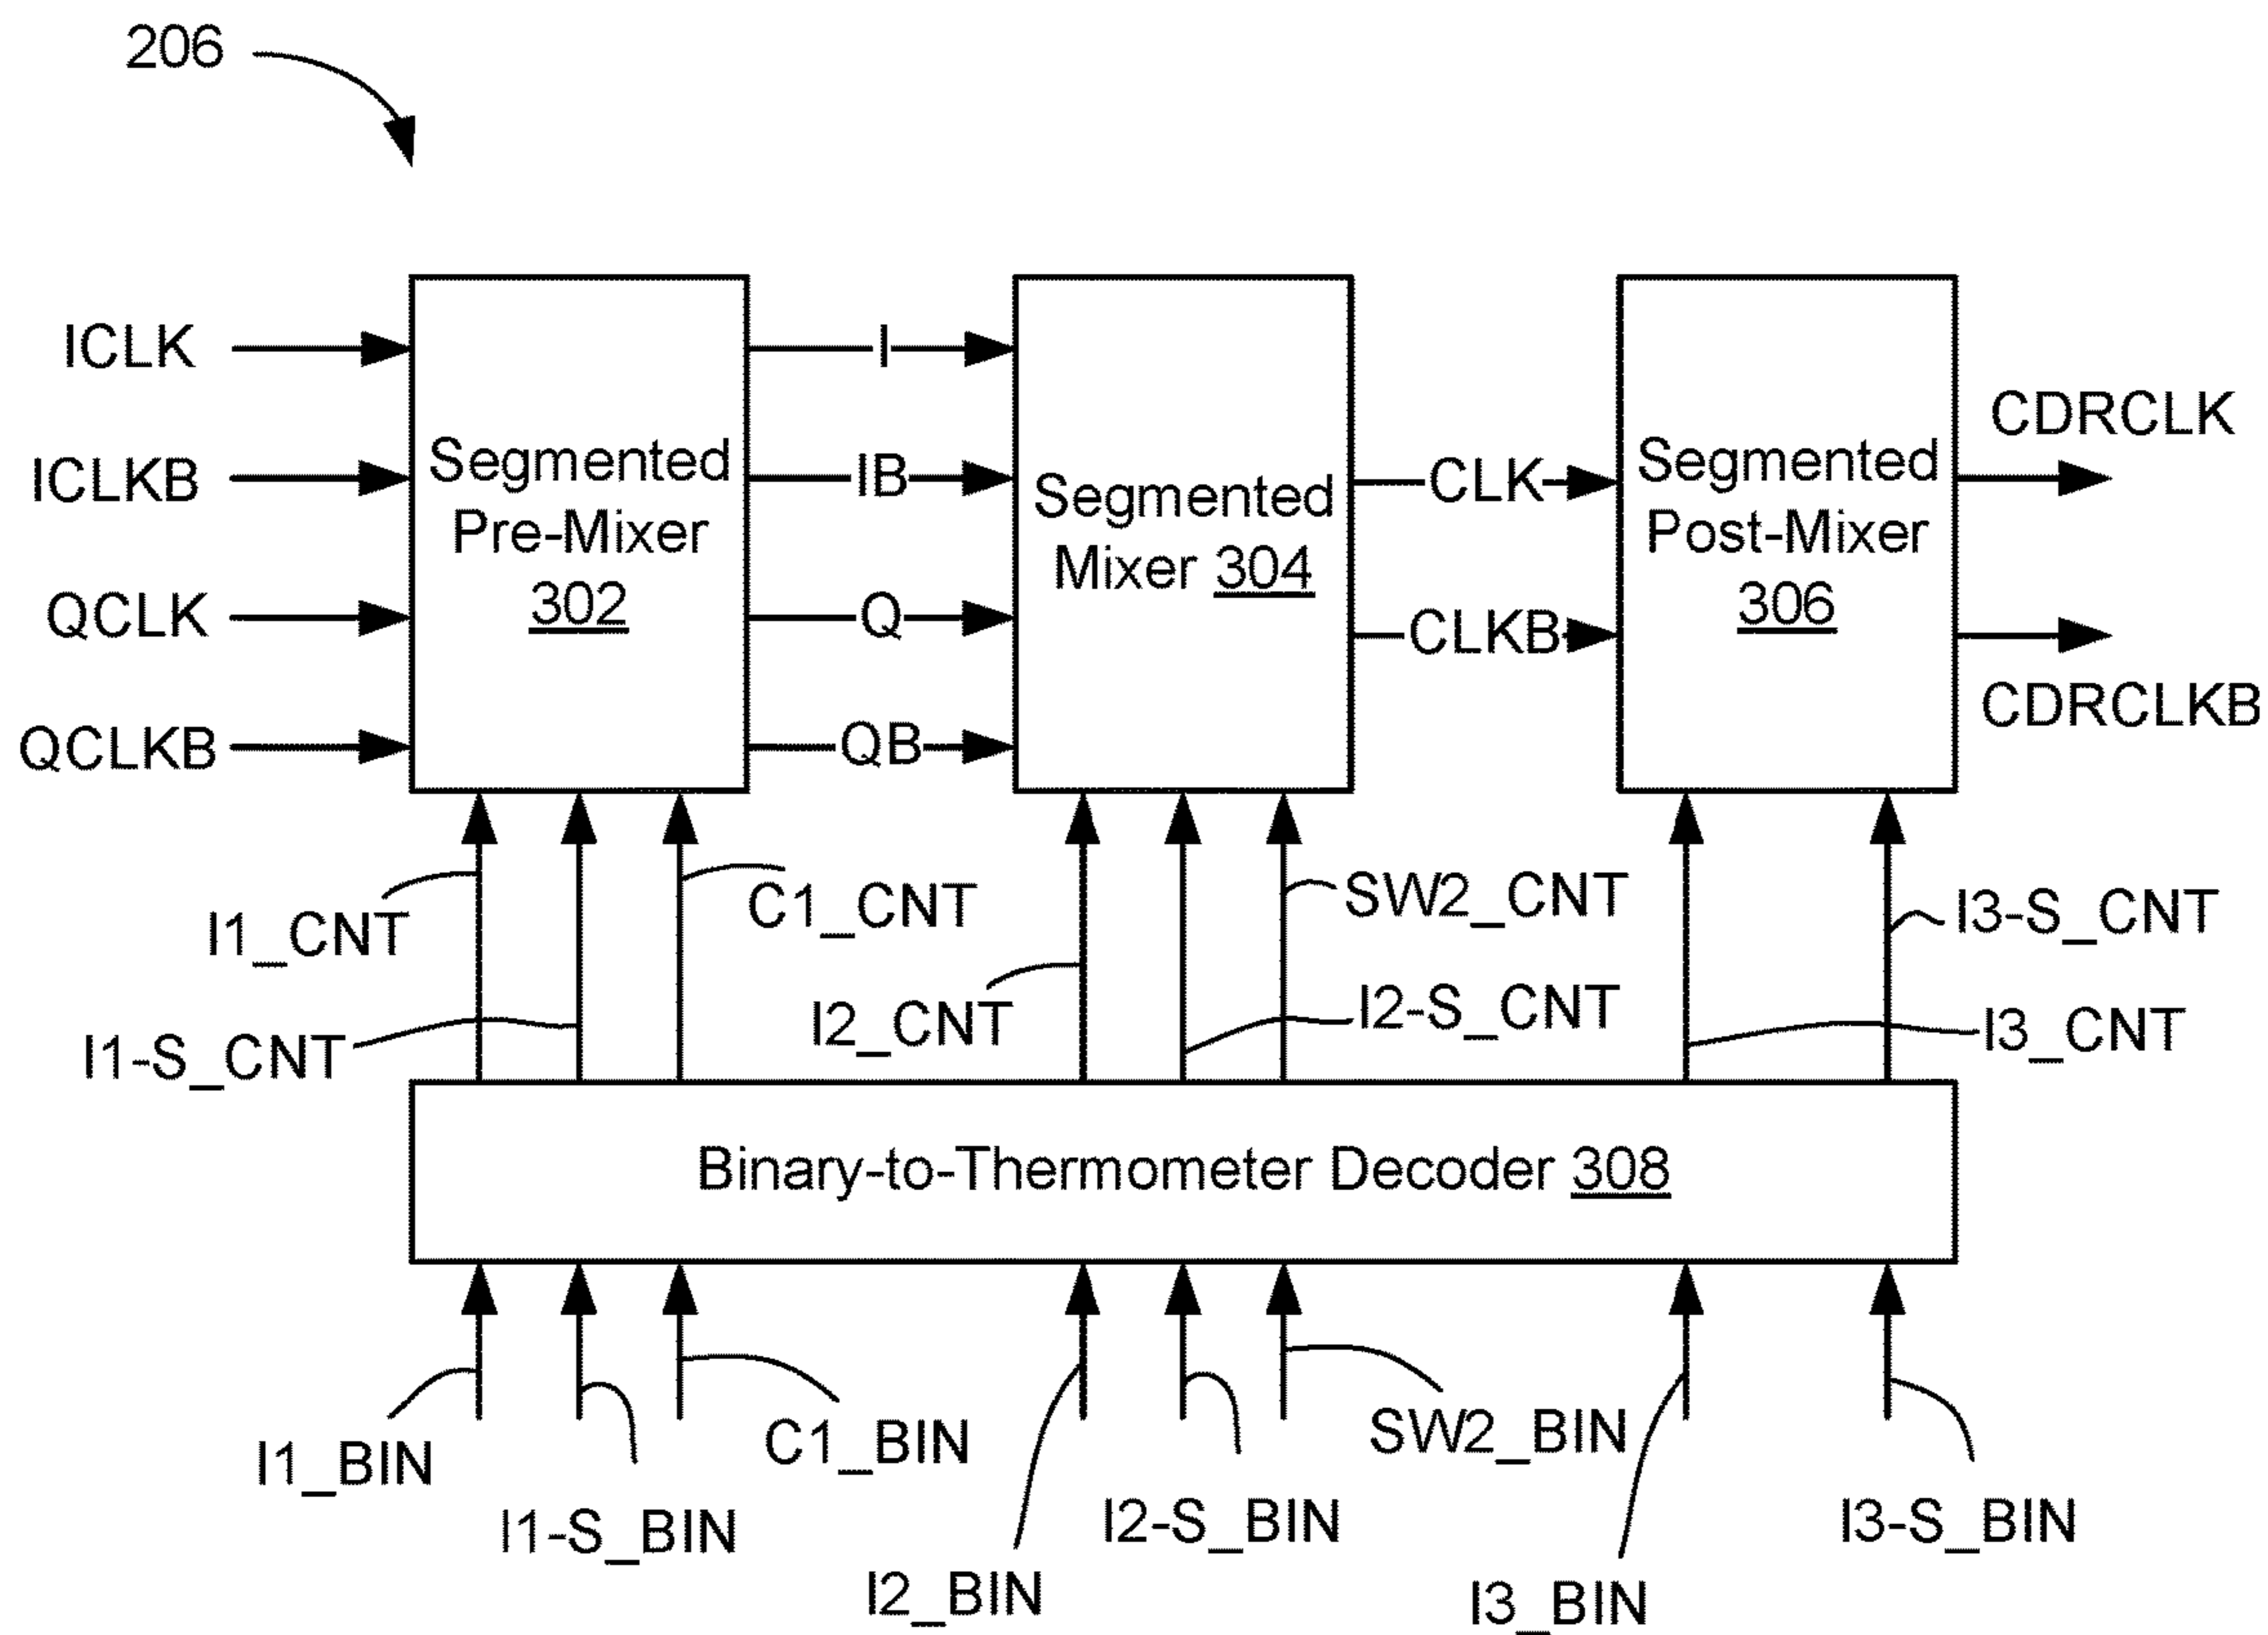 206
ICLK
ICLKB
QCLK
QCLKB
Segmented
Pre-Mixer
302
I
IB
Q
QB
Segmented
Mixer 304
CLK
CLKB
Segmented
Post-Mixer
306
CDRCLK
CDRCLKB
I1_CNT
I1-S_CNT
C1_CNT
I2_CNT
I2-S_CNT
SW2_CNT
I3_CNT
I3-S_CNT
Binary-to-Thermometer Decoder 308
I1_BIN
I1-S_BIN
C1_BIN
I2_BIN
I2-S_BIN
SW2_BIN
I3_BIN
I3-S_BIN